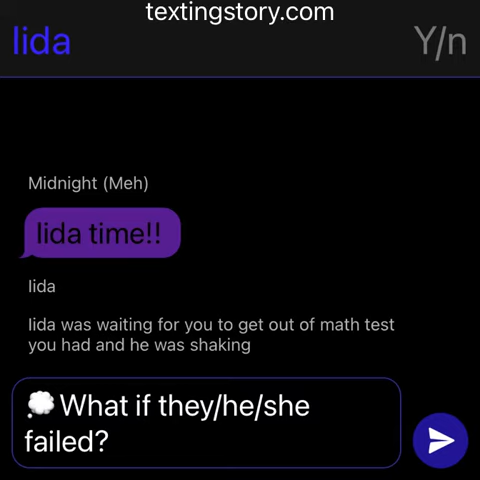 textingstory.com
Iida
Y/n
Midnight (Meh)
Iida time!!
Iida
Iida was waiting for you to get out of math test
you had and he was shaking
💭 What if they/he/she
failed?